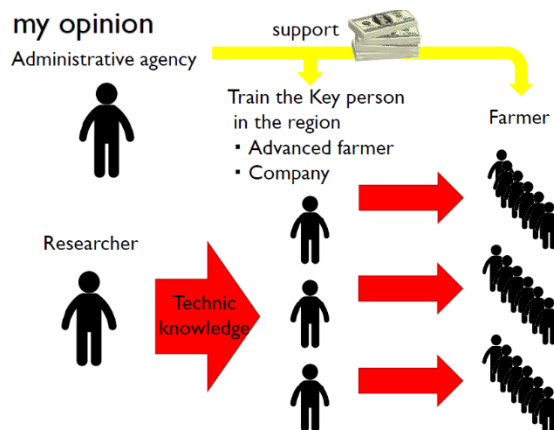 my opinion
support
Administrative agency
Train the Key person
in the region
・Advanced farmer
・Company
Farmer
Researcher
Technic
knowledge